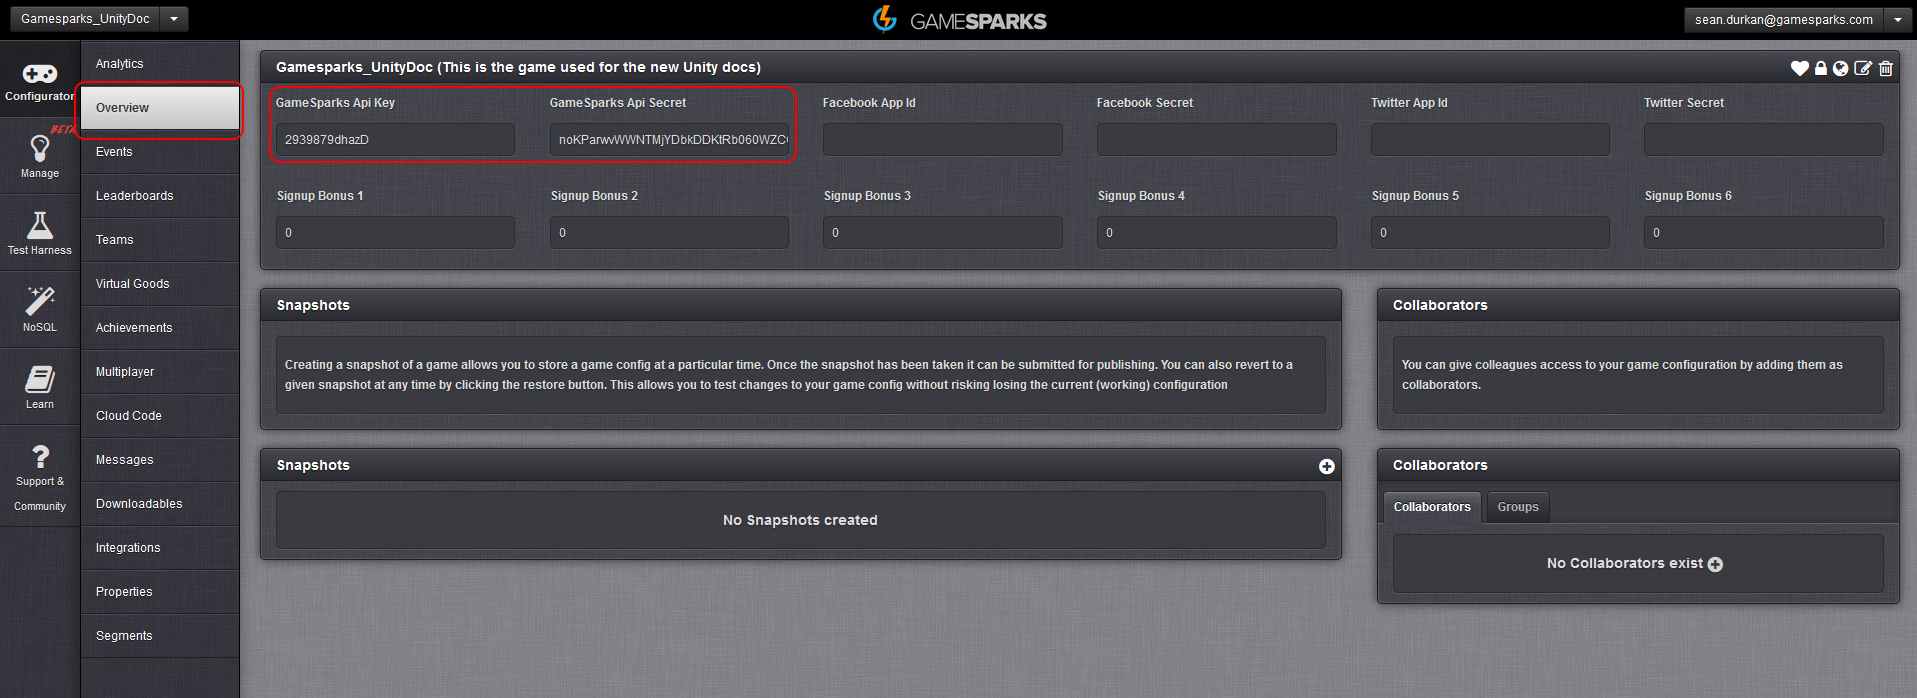 Gamesparks_UnityDoc
GAMESPARKS
sean.durkan@gamesparks.com
Configurator
BETA
Manage
Test Harness
NoSQL
Learn
Support &
Community
Analytics
Overview
Events
Leaderboards
Teams
Virtual Goods
Achievements
Multiplayer
Cloud Code
Messages
Downloadables
Integrations
Properties
Segments
Gamesparks_UnityDoc (This is the game used for the new Unity docs)
GameSparks Api Key
GameSparks Api Secret
Facebook App Id
Facebook Secret
Twitter App Id
Twitter Secret
2939879dhazD
noKParwvWWNTMjYDbkDDKtRb060WZC
Signup Bonus 1
Signup Bonus 2
Signup Bonus 3
Signup Bonus 4
Signup Bonus 5
Signup Bonus 6
0
0
0
0
0
0
Snapshots
Creating a snapshot of a game allows you to store a game config at a particular time. Once the snapshot has been taken it can be submitted for publishing. You can also revert to a
given snapshot at any time by clicking the restore button. This allows you to test changes to your game config without risking losing the current (working) configuration
Collaborators
You can give colleagues access to your game configuration by adding them as
collaborators.
Snapshots
No Snapshots created
Collaborators
Collaborators
Groups
No Collaborators exist